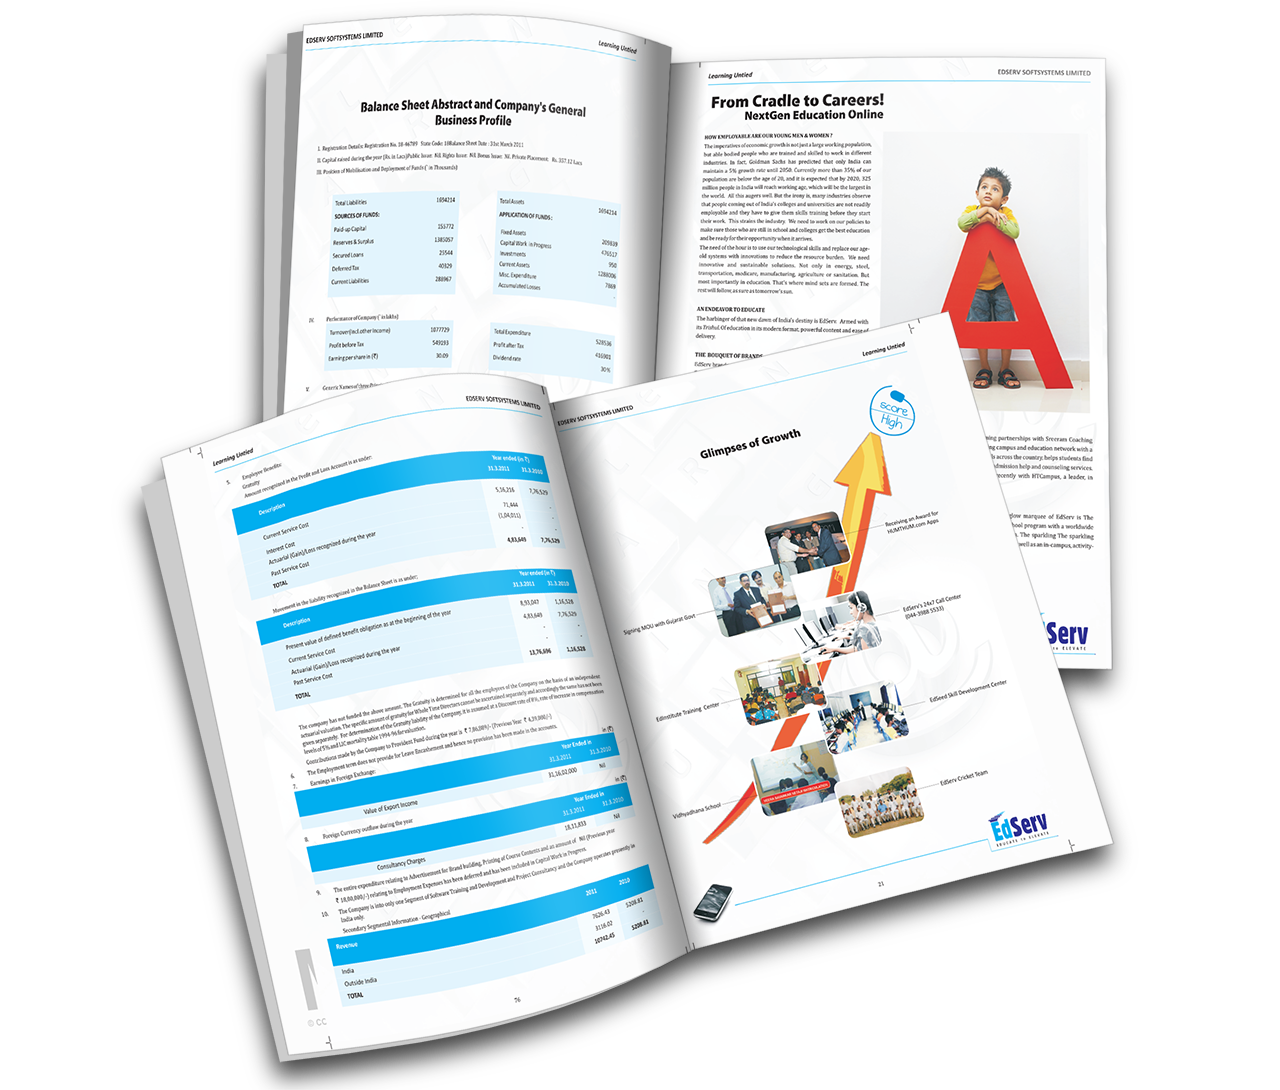 EDSERV SOFTSYSTEMS LIMITED
Learning Untied
Balance Sheet Abstract and Company's General
Business Profile
I. Registration Details: Registration No. 18-46789 State Code: 18Balance Sheet Date : 31st March 2011
II. Capital raised during the year (Rs. in Lacs)Public Issue: Nil Rights Issue: Nil Bonus Issue: Nil. Private Placement: Rs. 357.12 Lacs
III. Position of Mobilisation and Deployment of Funds (` in Thousands)
Total Liabilities 1694214
SOURCES OF FUNDS:
Paid-up Capital 155772
Reserves & Surplus 1385057
Secured Loans 25544
Deferred Tax 40329
Current Liabilities 288967
Total Assets 1694214
APPLICATION OF FUNDS :
Fixed Assets 205939
Capital Work in Progress 476517
Investments 950
Current Assets 1288006
Misc. Expenditure 7869
Accumulated Losses -
IV. Performance of Company (` in lakhs)
Turnover(incl.other Income) 1077729
Profit before Tax 549193
Earning per share in (₹) 30.09
Total Expenditure 528536
Profit after Tax 416901
Dividend rate 30%
V. Generic Names of three
Learning Untied
EDSERV SOFTSYSTEMS LIMITED
From Cradle to Careers!
NextGen Education Online
HOW EMPLOYABLE ARE OUR YOUNG MEN & WOMEN ?
The imperatives of economic growth is not just a large working population,
but able bodied people who are trained and skilled to work in different
industries. In fact, Goldman Sachs has predicted that only India can
maintain a 5% growth rate until 2050. Currently more than 35% of our
population are below the age of 20, and it is expected that by 2020, 325
million people in India will reach working age, which will be the largest in
the world. All this augers well. But the irony is, many industries observe
that people coming out of India's colleges and universities are not readily
employable and they have to give them skills training before they start
their work. This strains the industry. We need to work on our policies to
make sure those who are still in school and colleges get the best education
and be ready for their opportunity when it arrives.
The need of the hour is to use our technological skills and replace our age-
old systems with innovations to reduce the resource burden. We need
innovative and sustainable solutions. Not only in energy, steel,
transportation, medicare, manufacturing, agriculture or sanitation. But
most importantly in education. That's where mind sets are formed. The
rest will follow, as sure as tomorrow's sun.
AN ENDEAVOR TO EDUCATE
The harbinger of that new dawn of India's destiny is EdServ. Armed with
its Trishul. Of education in its modern format, powerful content and ease of
delivery.
THE BOUQUET OF BRANDS
EdServ
A
partnerships with Sreeram Coaching
campus and education network with a
across the country, helps students find
admission help and counseling services.
recently with HTCampus, a leader, in
marquee of EdServ is The
school program with a worldwide
The sparkling The sparkling
well as an in-campus, activity-
Serv
to ELEVATE
Learning Untied
EDSERV SOFTSYSTEMS LIMITED
5. Employee Benefits:
Gratuity
Amount recognized in the Profit and Loss Account is as under:
Description Year ended (in ₹)
31.3.2011 31.3.2010
Current Service Cost 5,16,216 7,76,529
Interest Cost 71,444 -
Actuarial (Gain)/Loss recognized during the year (1,04,011) -
Past Service Cost - -
TOTAL 4,83,649 7,76,529
Movement in the liability recognized in the Balance Sheet is as under:
Description Year ended (in ₹)
31.3.2011 31.3.2010
Present value of defined benefit obligation as at the beginning of the year 8,93,047 1,16,528
Current Service Cost 4,83,649 7,76,529
Actuarial (Gain)/Loss recognized during the year - -
Past Service Cost - -
TOTAL 13,76,696 1,16,528
The company has not funded the above amount. The Gratuity is determined for all the employees of the Company on the basis of an independent
actuarial valuation. The specific amount of gratuity for Whole Time Directors cannot be ascertained separately and accordingly the same has not been
given separately. For determination of the Gratuity liability of the Company, it is assumed at a Discount rate of 8%, rate of increase in compensation
levels of 5% and LIC mortality table 1994-96 for valuation.
Contributions made by the Company to Provident Fund during the year is ₹ 7,86,089/- (Previous Year ₹ 4,39,000/-)
6. The Employment term does not provide for Leave Encashment and hence no provision has been made in the accounts.
7. Earnings in Foreign Exchange: in (₹)
Year Ended in
31.3.2011 31.3.2010
Value of Export Income 31,16,02,000 Nil
8. Foreign Currency outflow during the year in (₹)
Year Ended in
31.3.2011 31.3.2010
Consultancy Charges 18,11,833 Nil
9. The entire expenditure relating to Advertisement for Brand building, Printing of Course Contents and an amount of Nil (Previous year
₹ 18,00,000/-) relating to Employment Expenses has been deferred and has been included in Capital Work in Progress.
10. The Company is into only one Segment of Software Training and Development and Project Consultancy and the Company operates presently in
India only.
Secondary Segmental Information - Geographical
Revenue 2011 2010
India 7626.43 5208.81
Outside India 3116.02 -
TOTAL 10742.45 5208.81
76
© CC
EDSERV SOFTSYSTEMS LIMITED
Learning Untied
Glimpses of Growth
score
High
Receiving an Award for
HUMTHUM.com Apps
Signing MOU with Gujarat Govt
EdServ's 24x7 Call Center
(044-3988 5533)
EdInstitute Training Center
EdSeed Skill Development Center
Vidhyadhana School
EdServ Cricket Team
EdServ
EDUCATE to ELEVATE
21